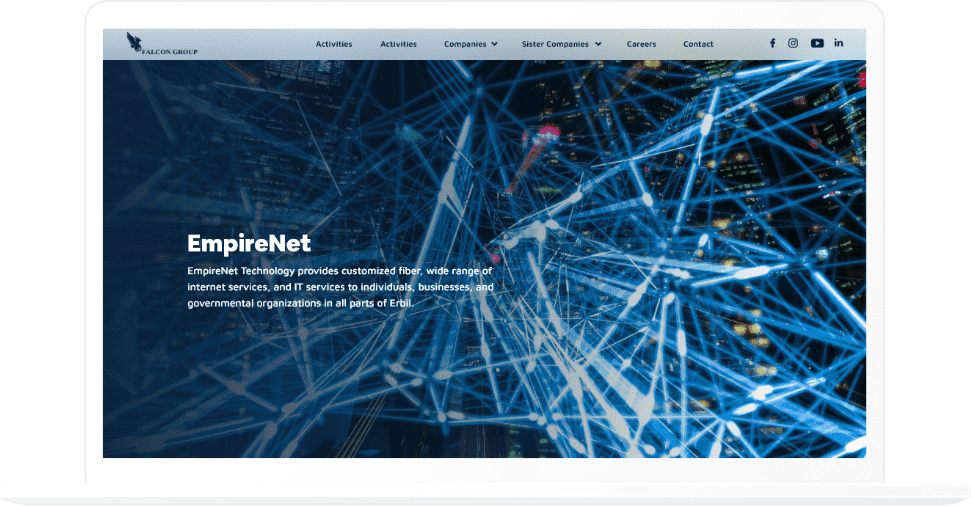 FALCON GROUP
Activities
Activities
Companies
Sister Companies
Careers
Contact
EmpireNet
EmpireNet Technology provides customized fiber, wide range of
internet services, and IT services to individuals, businesses, and
governmental organizations in all parts of Erbil.